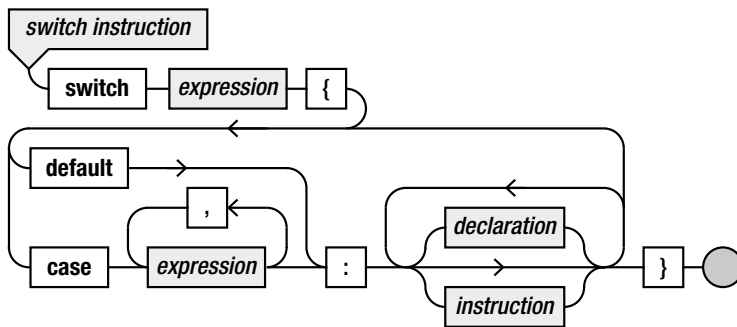 switch instruction
switch expression {
default
,
declaration
case expression : }
instruction